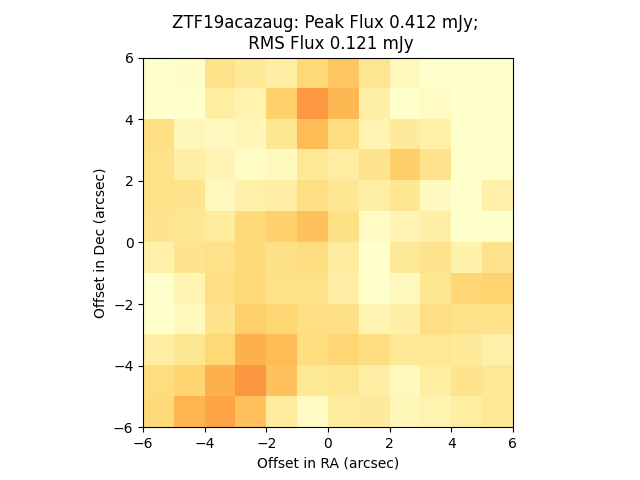 ZTF19acazaug: Peak Flux 0.412 mJy;
RMS Flux 0.121 mJy
6
4
2
0
−2
−4
−6
Offset in Dec (arcsec)
−6 −4 −2 0 2 4 6
Offset in RA (arcsec)